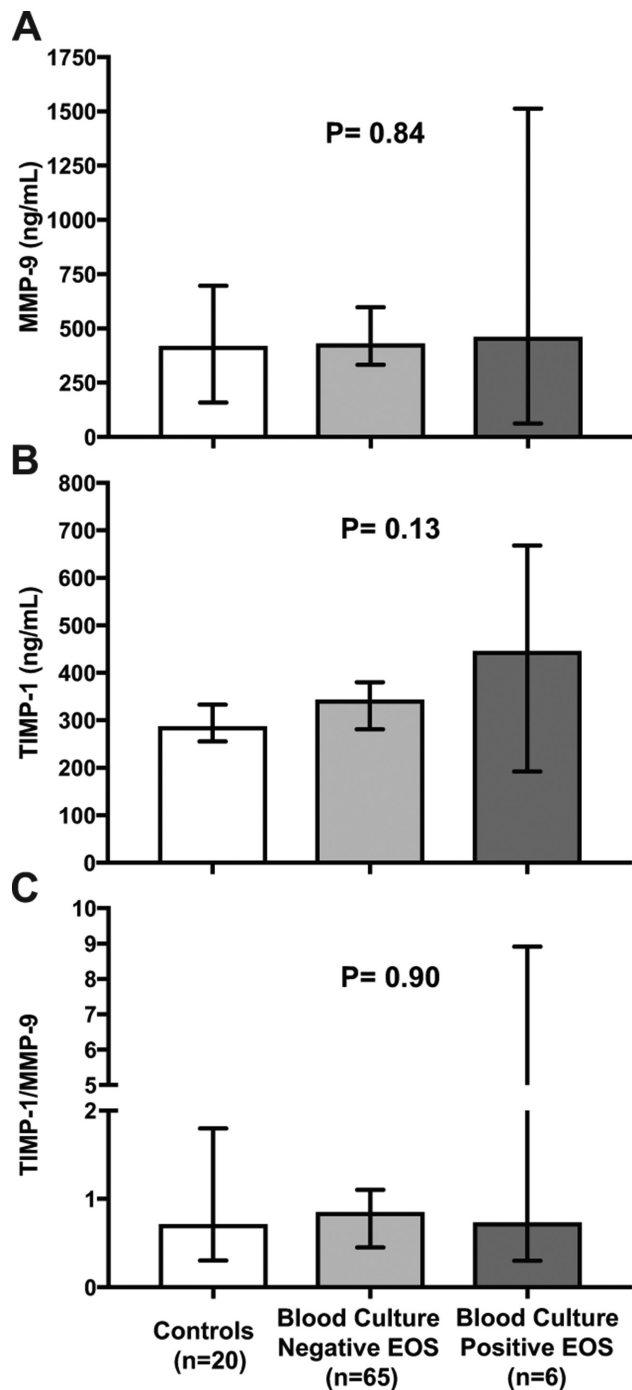 A
MMP-9 (ng/mL)
1750
1500
1250
1000
750
500
250
0
P= 0.84
B
TIMP-1 (ng/mL)
800
700
600
500
400
300
200
100
0
P= 0.13
C
TIMP-1/MMP-9
10
9
8
7
6
5
2
1
0
P= 0.90
Controls
(n=20)
Blood Culture
Negative EOS
(n=65)
Blood Culture
Positive EOS
(n=6)